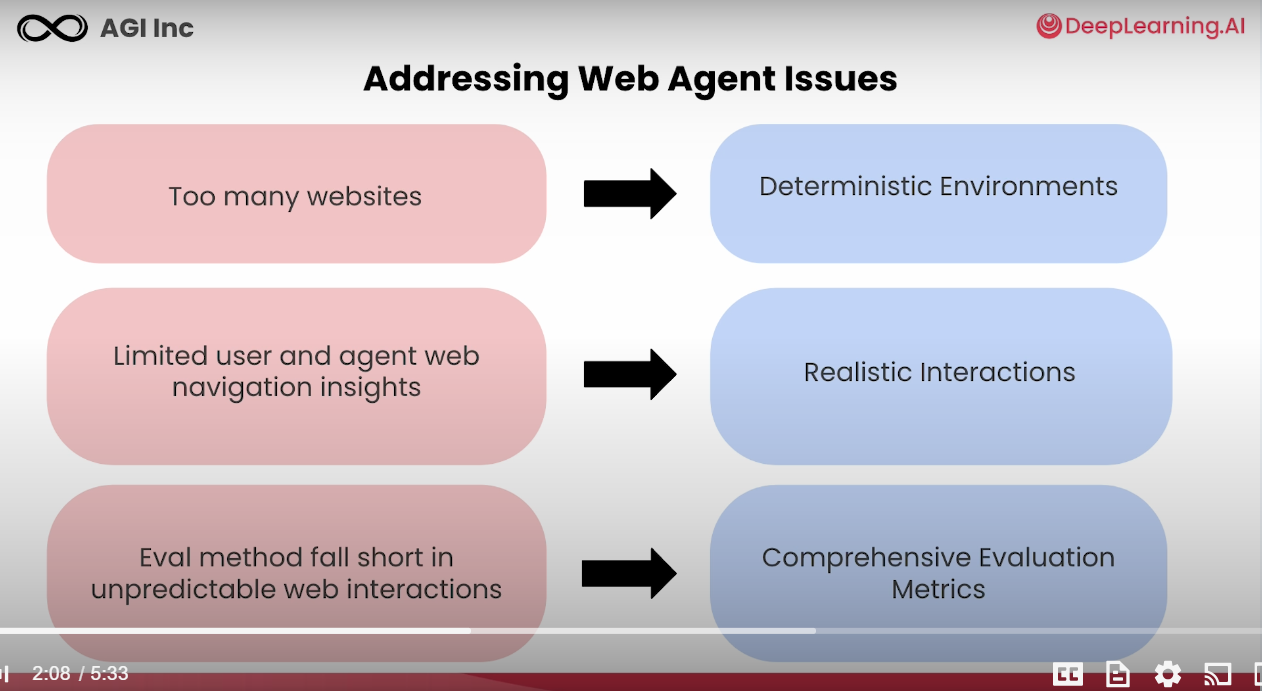 AGI Inc
DeepLearning.AI
Addressing Web Agent Issues
Too many websites
Deterministic Environments
Limited user and agent web
navigation insights
Realistic Interactions
Eval method fall short in
unpredictable web interactions
Comprehensive Evaluation
Metrics
2:08 / 5:33
CC